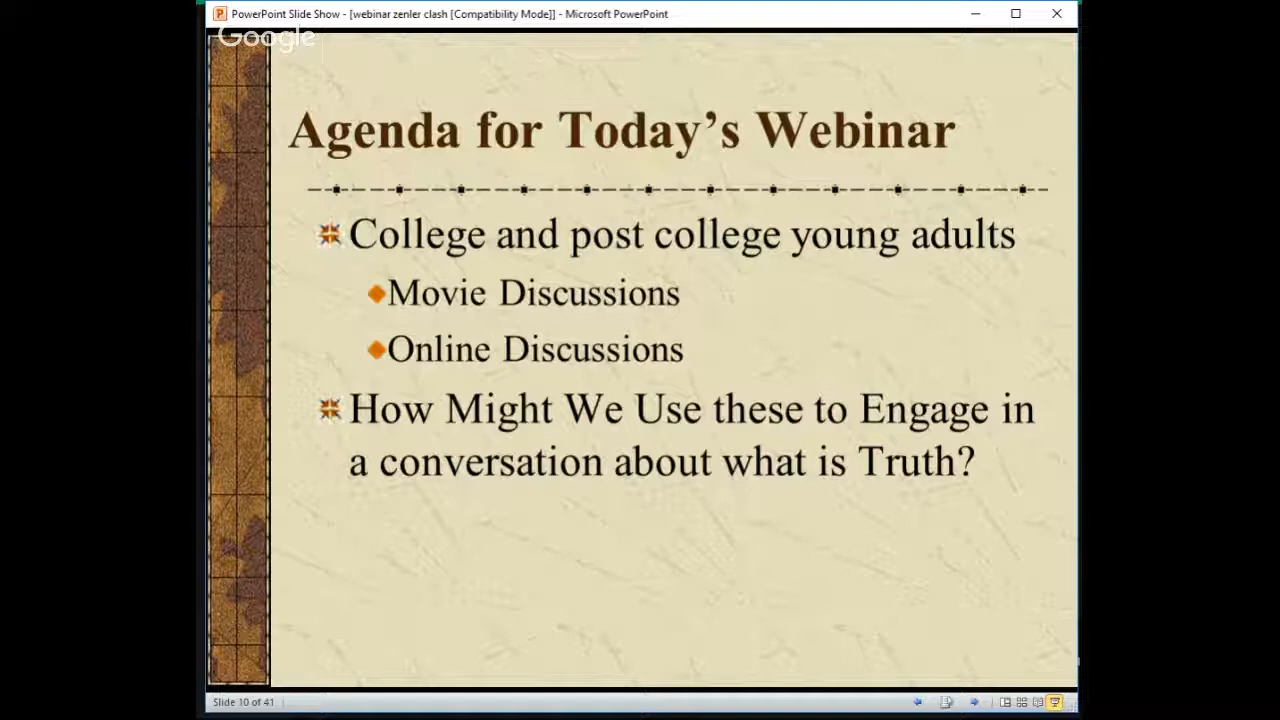 PowerPoint Slide Show - [webinar zenler clash [Compatibility Mode]] - Microsoft PowerPoint
Google
Agenda for Today’s Webinar
College and post college young adults
Movie Discussions
Online Discussions
How Might We Use these to Engage in
a conversation about what is Truth?
Slide 10 of 41